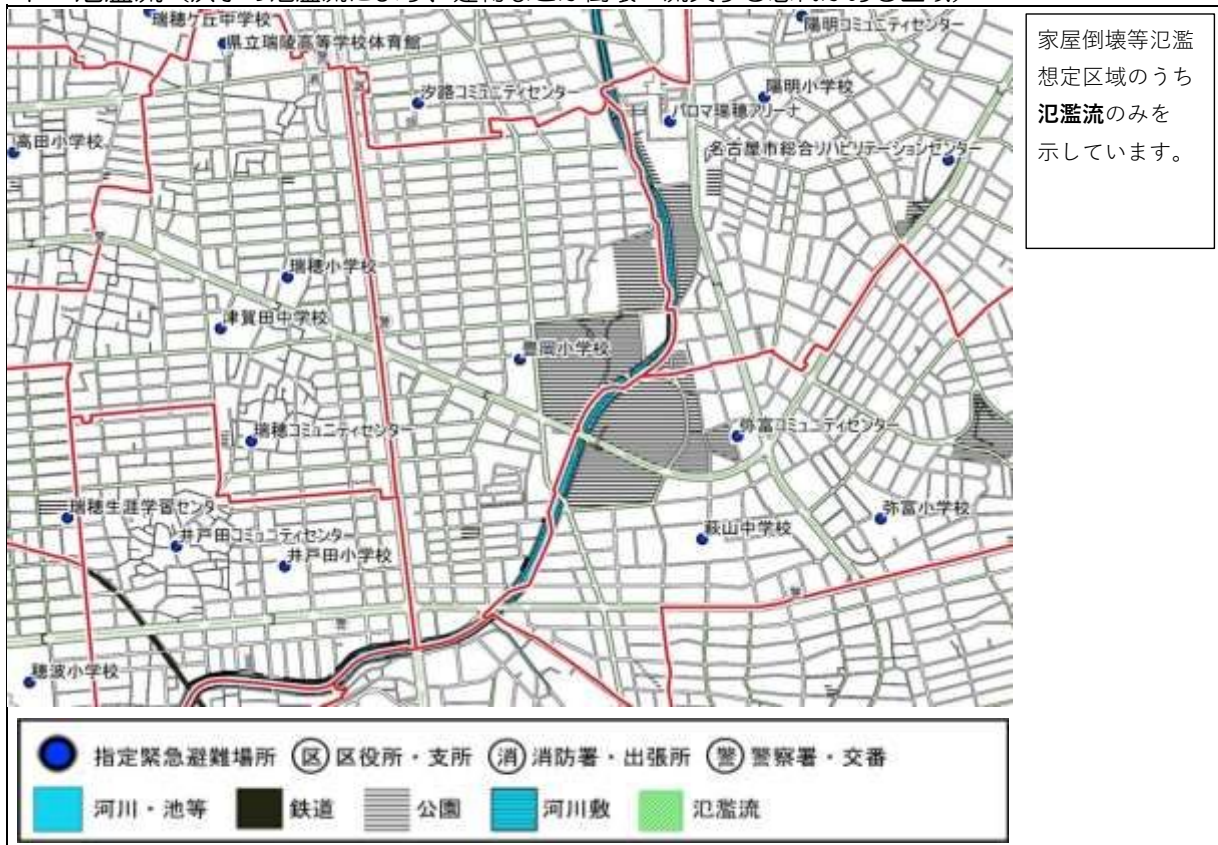 瑞穂ケ丘中学校
県立瑞陵高等学校体育館
陽明コミュニティセンター
汐路コミュニティセンター
陽明小学校
パロマ瑞穂アリーナ
高田小学校
名古屋市総合リハビリテーションセンター
瑞穂小学校
津賀田中学校
豊岡小学校
瑞穂コミュニティセンター
弥富コミュニティセンター
瑞穂生涯学習センタ
弥富小学校
萩山中学校
井戸田コミュニティセンター
井戸田小学校
穂波小学校
家屋倒壊等氾濫
想定区域のうち
氾濫流のみを
示しています。
指定緊急避難場所 区 区役所・支所 消 消防署・出張所 警 警察署・交番
河川・池等 鉄道 公園 河川敷 氾濫流